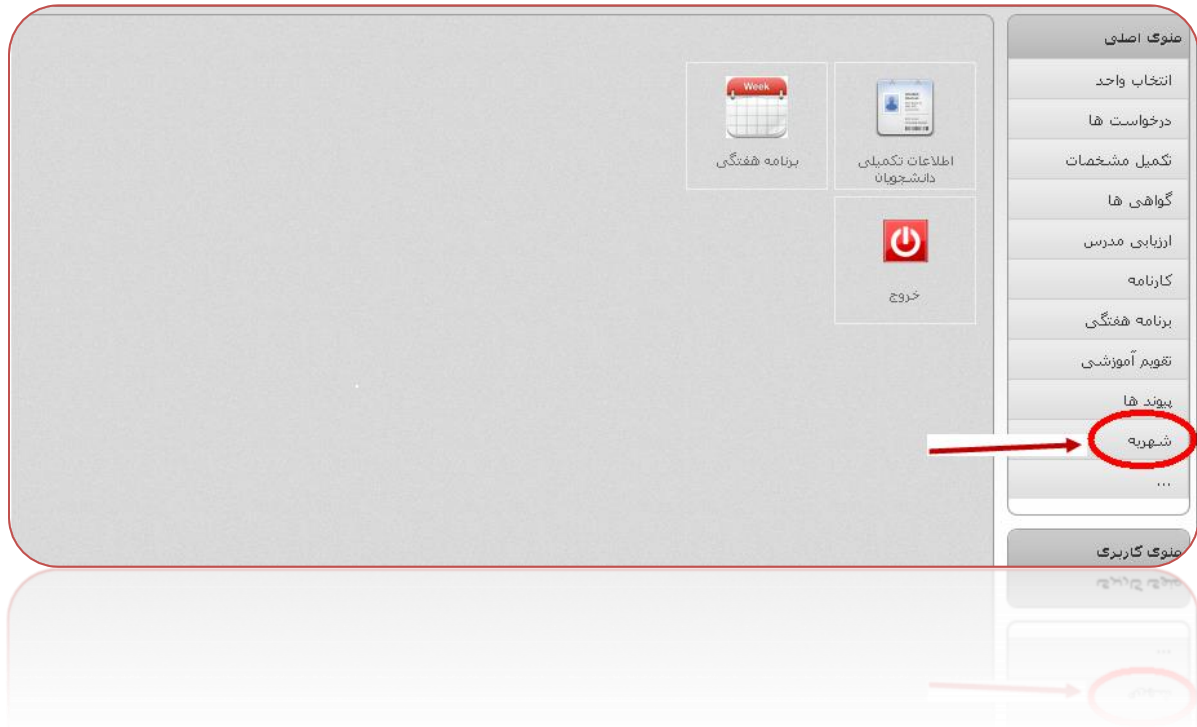 منوی اصلی
انتخاب واحد
درخواست ها
تکمیل مشخصات
گواهی ها
ارزیابی مدرس
کارنامه
برنامه هفتگی
تقویم آموزشی
پیوند ها
شهریه
...
منوی کاربری
اطلاعات تکمیلی
دانشجویان
Week
برنامه هفتگی
خروج